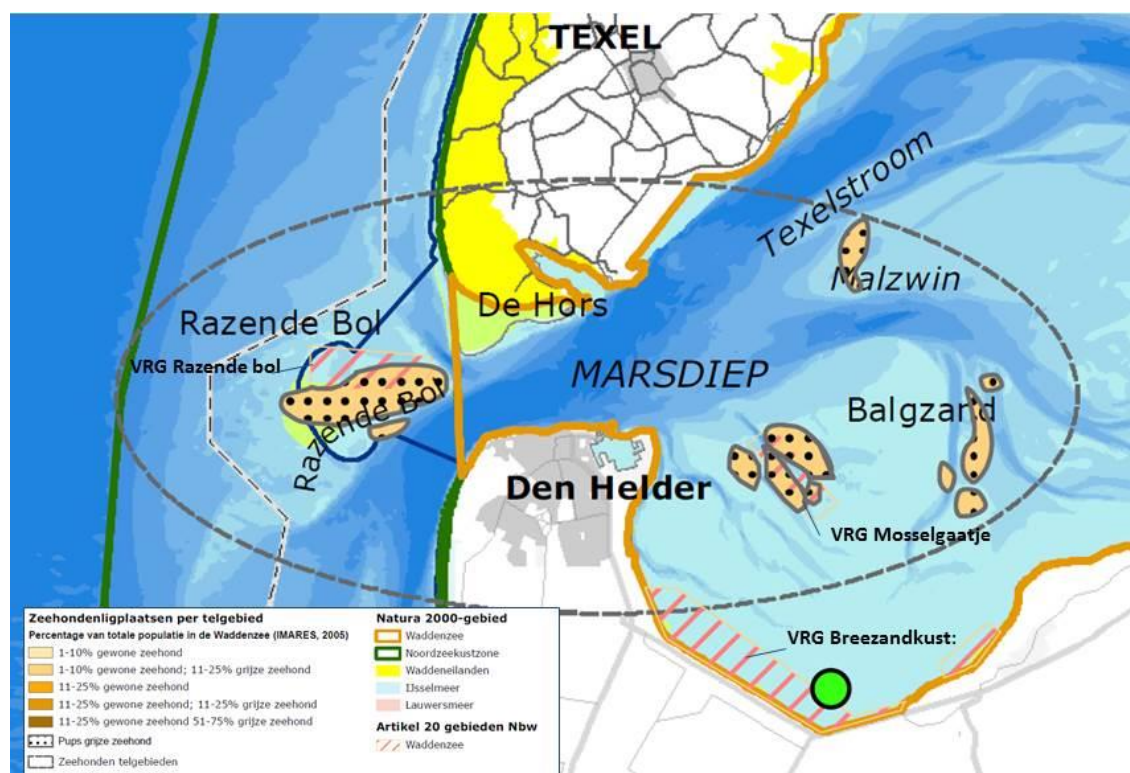 TEXEL
Texelstroom
Malzwin
De Hors
Razende Bol
VRG Razende bol
Razende Bol
MARSDIEP
Balgzand
Den Helder
VRG Mosselgaatje
VRG Breezandkust:
Zeehondenligplaatsen per telgebied
Percentage van totale populatie in de Waddenzee (IMARES, 2005)
1-10% gewone zeehond
1-10% gewone zeehond; 11-25% grijze zeehond
11-25% gewone zeehond
11-25% gewone zeehond; 11-25% grijze zeehond
11-25% gewone zeehond 51-75% grijze zeehond
Pups grijze zeehond
Zeehonden telgebieden
Natura 2000-gebied
Waddenzee
Noordzeekustzone
Waddeneilanden
IJsselmeer
Lauwersmeer
Artikel 20 gebieden Nbw
Waddenzee